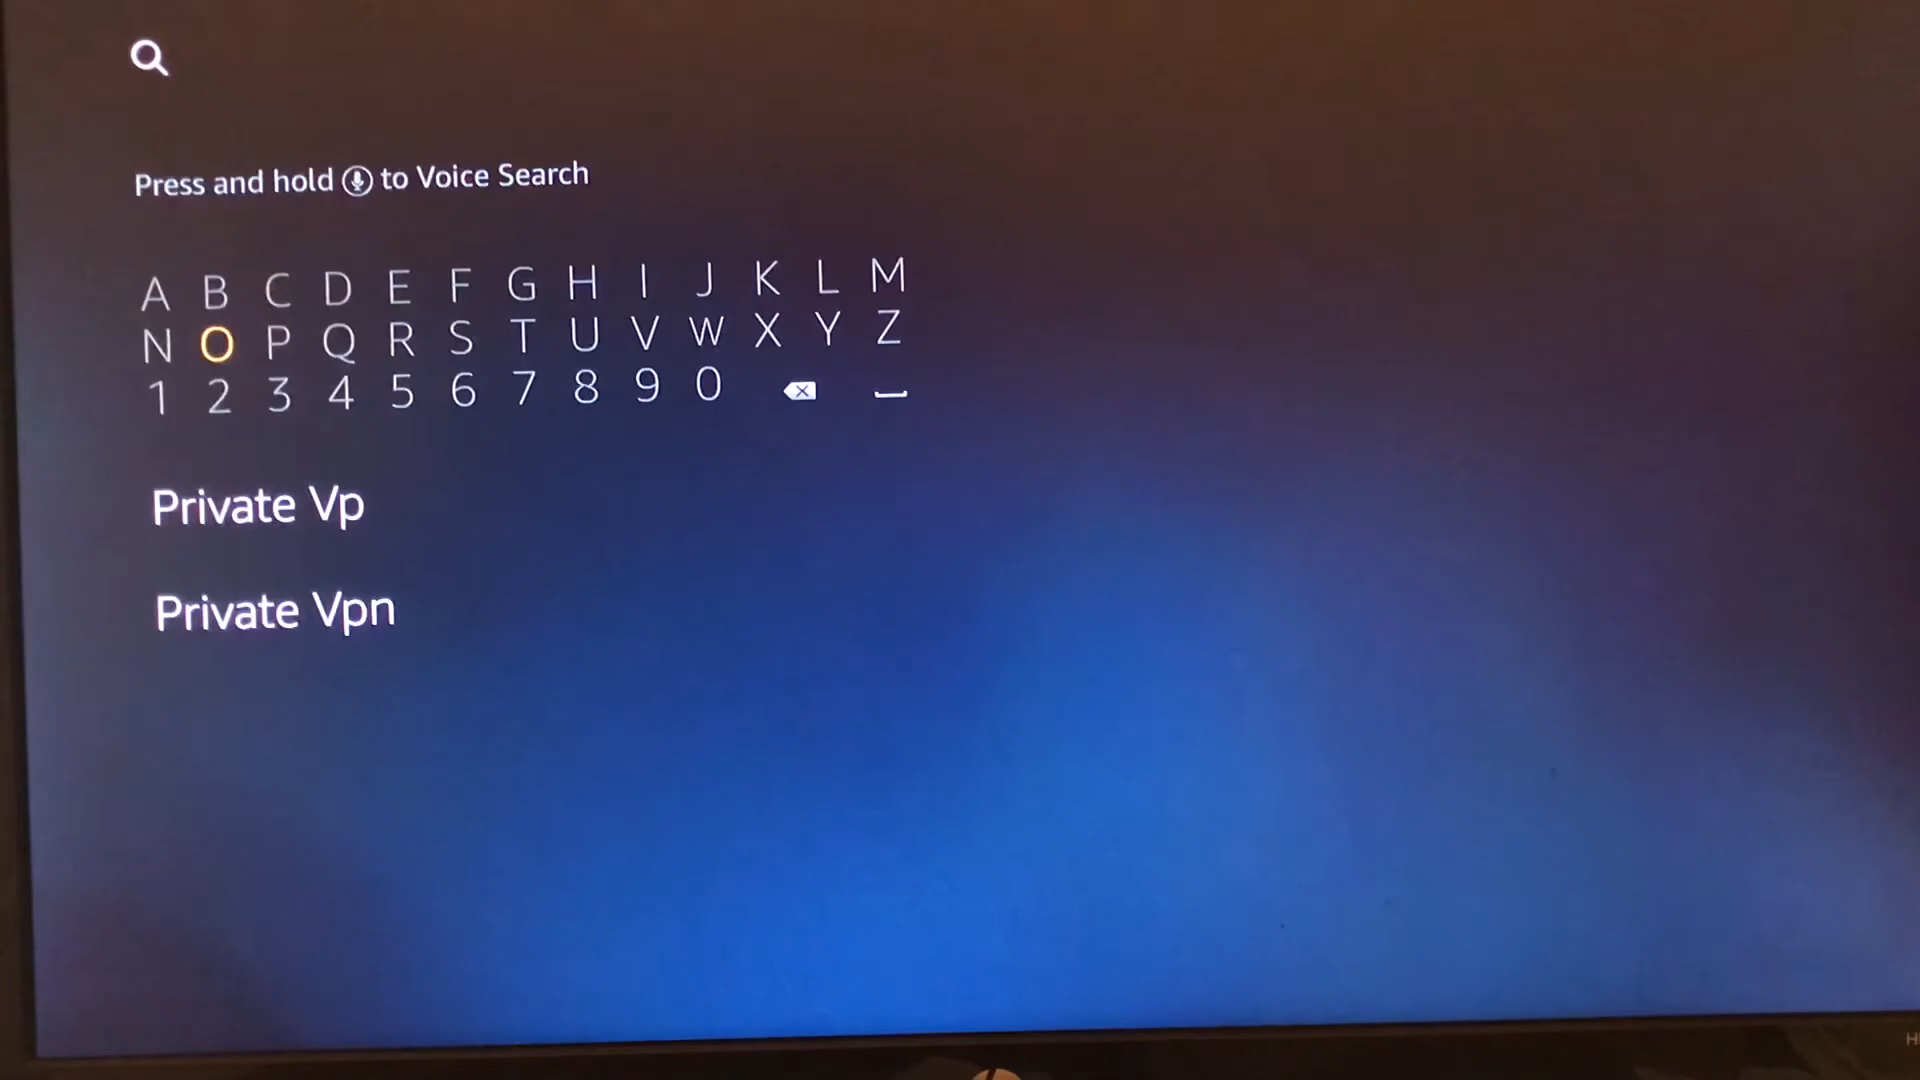 Press and hold to Voice Search
A B C D E F G H I J K L M
N O P Q R S T U V W X Y Z
1 2 3 4 5 6 7 8 9 0
Private Vp
Private Vpn